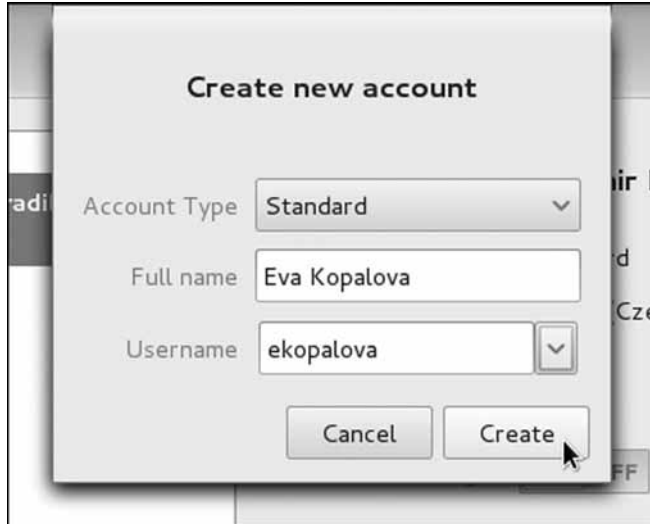 Create new account
Account Type Standard
Full name Eva Kopalova
Username ekopalova
Cancel Create